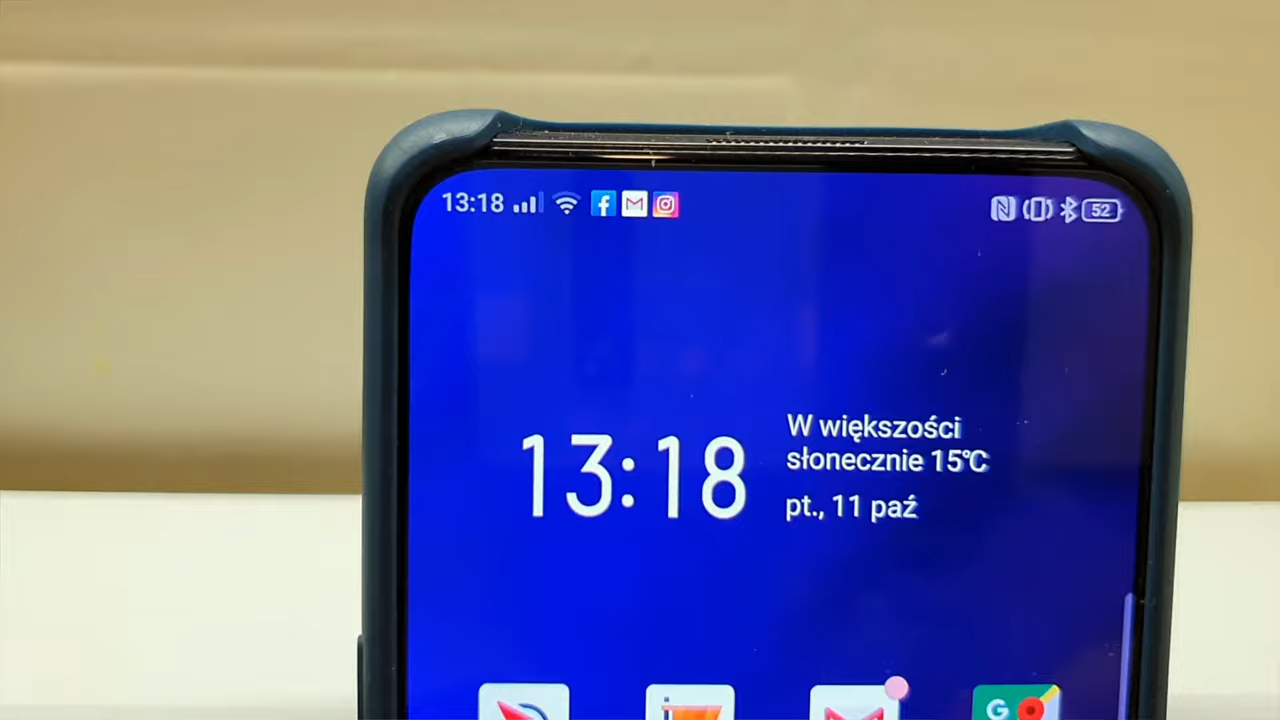 13:18
52
13:18
W większości
słonecznie 15°C
pt., 11 paź
G